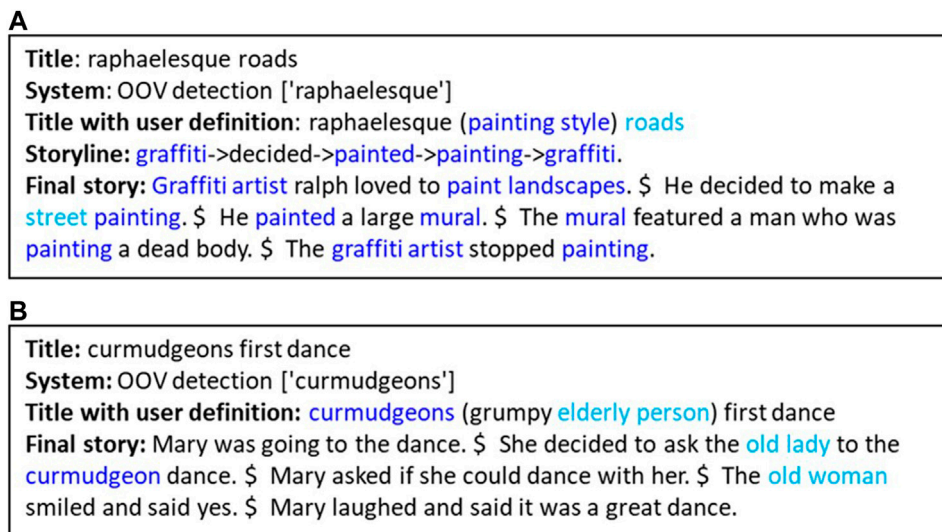 A
Title: raphaelesque roads
System: OOV detection ['raphaelesque']
Title with user definition: raphaelesque (painting style) roads
Storyline: graffiti->decided->painted->painting->graffiti.
Final story: Graffiti artist ralph loved to paint landscapes. $ He decided to make a
street painting. $ He painted a large mural. $ The mural featured a man who was
painting a dead body. $ The graffiti artist stopped painting.
B
Title: curmudgeons first dance
System: OOV detection ['curmudgeons']
Title with user definition: curmudgeons (grumpy elderly person) first dance
Final story: Mary was going to the dance. $ She decided to ask the old lady to the
curmudgeon dance. $ Mary asked if she could dance with her. $ The old woman
smiled and said yes. $ Mary laughed and said it was a great dance.